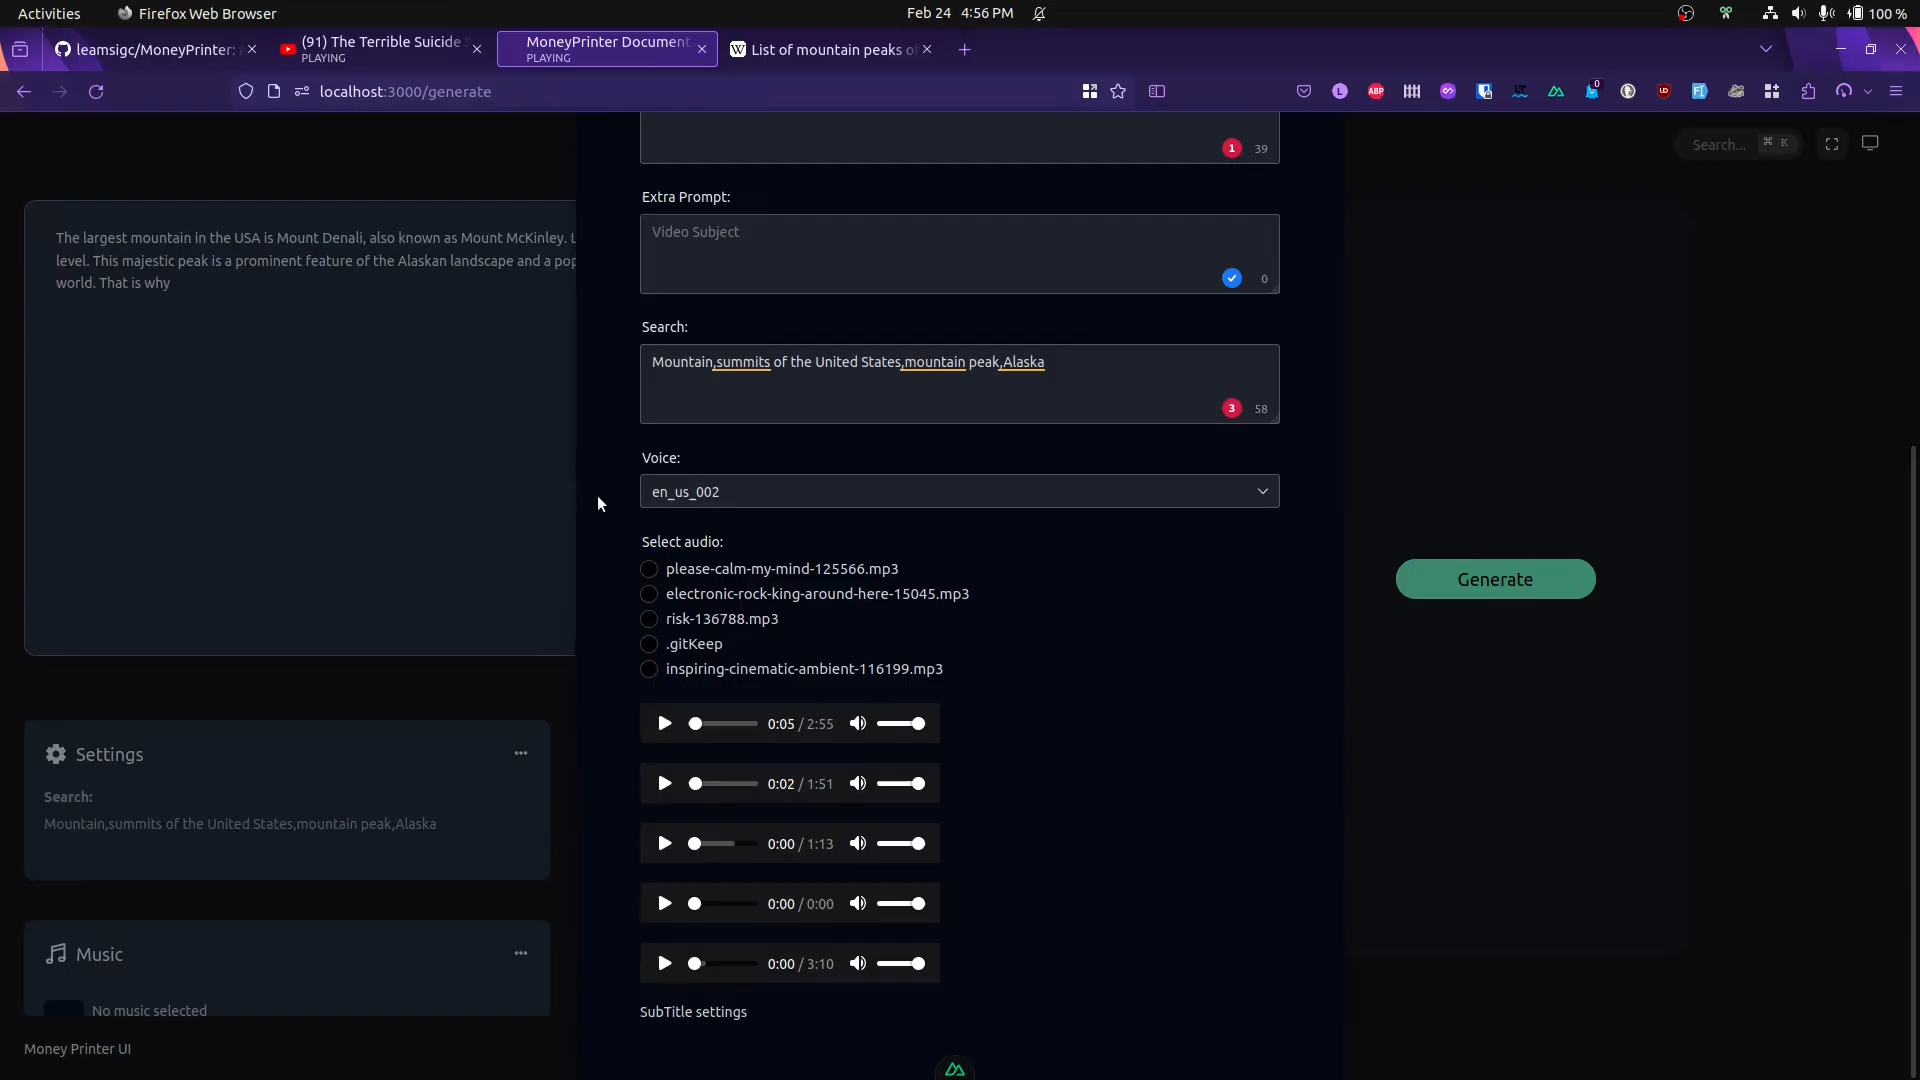 Activities
Firefox Web Browser
Feb 24 4:56 PM
100 %
leamsigc/MoneyPrinter:
(91) The Terrible Suicide
PLAYING
MoneyPrinter Document
PLAYING
W List of mountain peaks o
localhost:3000/generate
L
ABP
0
UD
FI
Search...
⌘ K
1 39
Extra Prompt:
Video Subject
0
The largest mountain in the USA is Mount Denali, also known as Mount McKinley. L
level. This majestic peak is a prominent feature of the Alaskan landscape and a pop
world. That is why
Search:
Mountain,summits of the United States,mountain peak,Alaska
3 58
Voice:
en_us_002
Select audio:
please-calm-my-mind-125566.mp3
electronic-rock-king-around-here-15045.mp3
risk-136788.mp3
.gitKeep
inspiring-cinematic-ambient-116199.mp3
Generate
0:05 / 2:55
0:02 / 1:51
0:00 / 1:13
0:00 / 0:00
0:00 / 3:10
SubTitle settings
Settings
Search:
Mountain,summits of the United States,mountain peak,Alaska
Music
No music selected
Money Printer UI